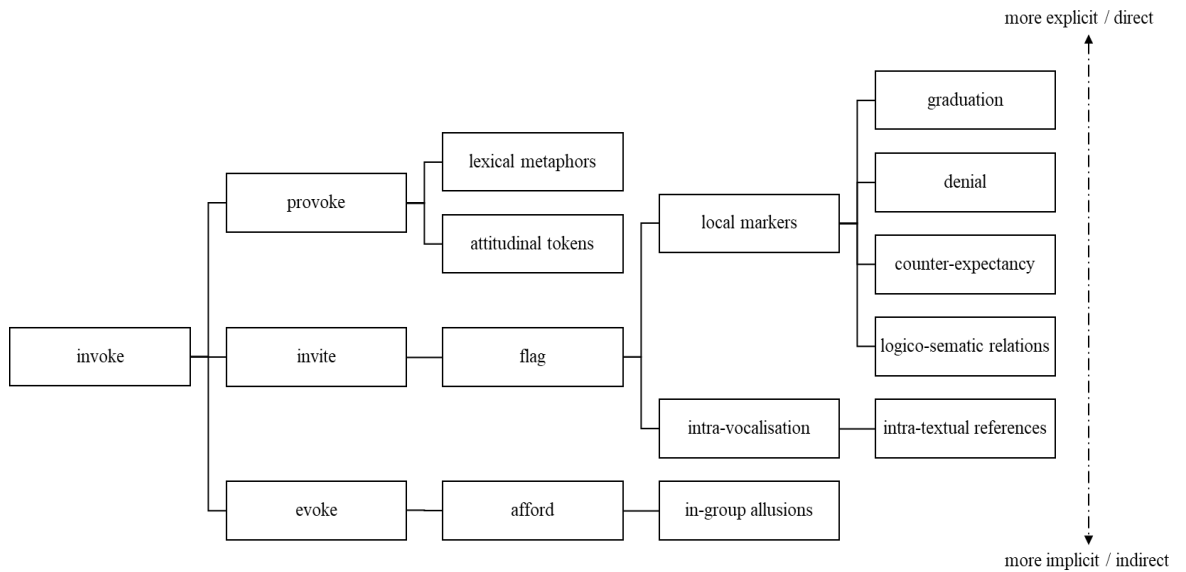 more explicit / direct
graduation
lexical metaphors
denial
provoke
local markers
attitudinal tokens
counter-expectancy
invoke
invite
flag
logico-sematic relations
intra-vocalisation
intra-textual references
evoke
afford
in-group allusions
more implicit / indirect